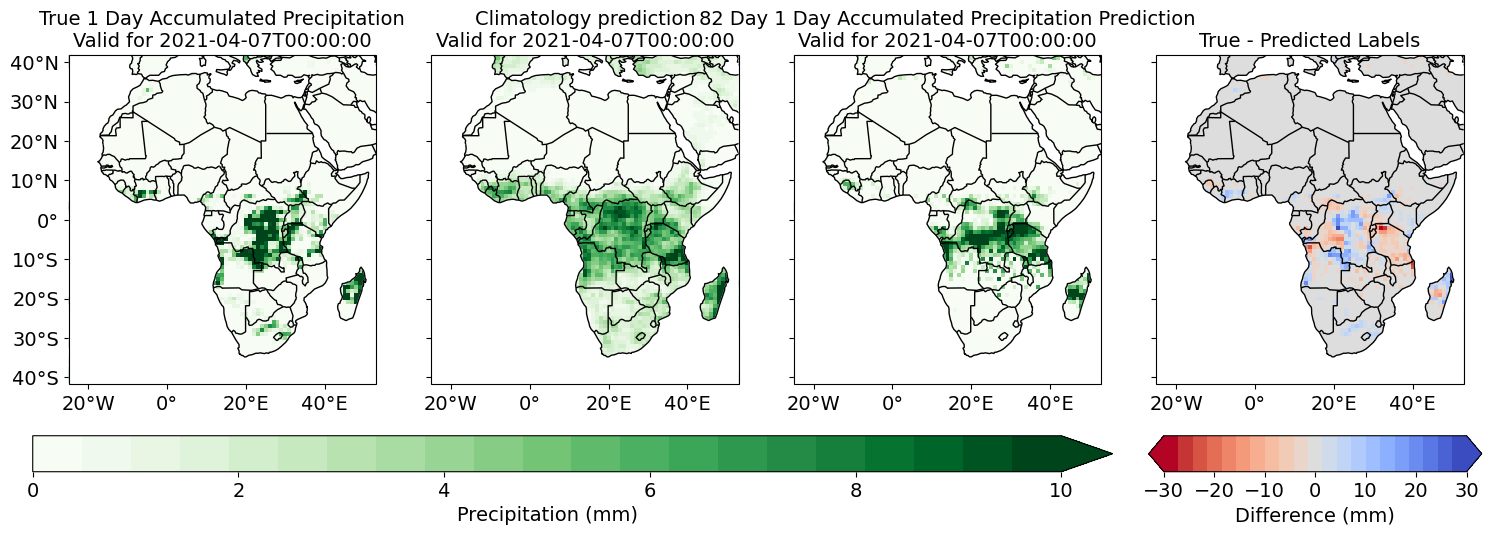 True 1 Day Accumulated Precipitation
Valid for 2021-04-07T00:00:00
Climatology prediction
Valid for 2021-04-07T00:00:00
82 Day 1 Day Accumulated Precipitation Prediction
Valid for 2021-04-07T00:00:00
True - Predicted Labels
40°N
30°N
20°N
10°N
0°
10°S
20°S
30°S
40°S
20°W 0° 20°E 40°E
20°W 0° 20°E 40°E
20°W 0° 20°E 40°E
20°W 0° 20°E 40°E
0 2 4 6 8 10
Precipitation (mm)
−30 −20 −10 0 10 20 30
Difference (mm)